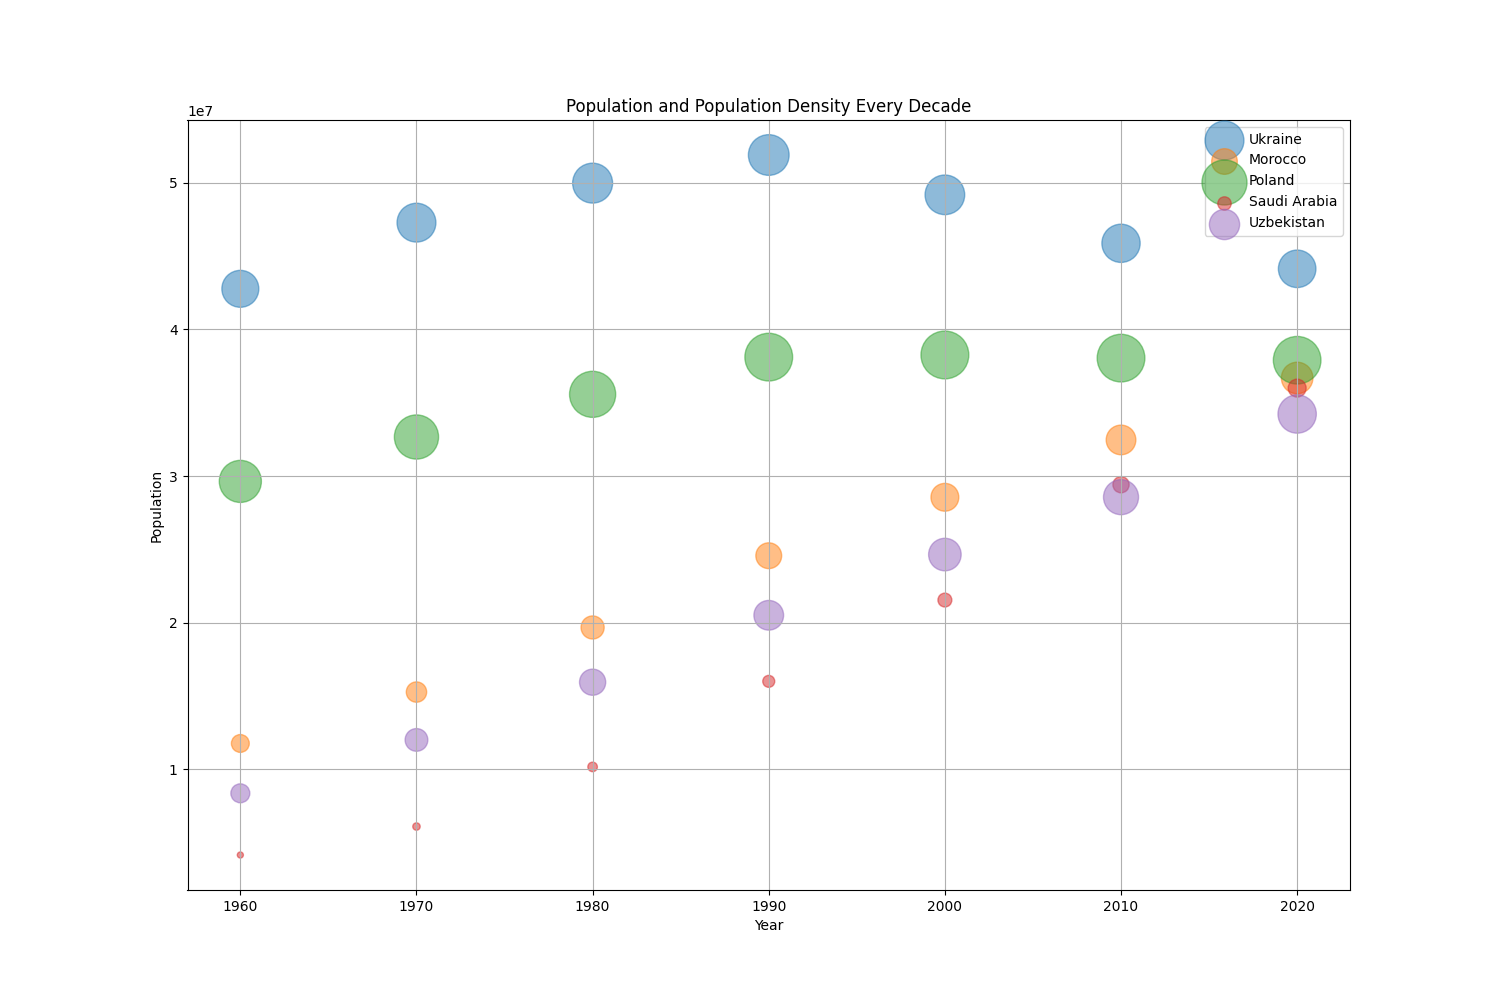 Population and Population Density Every Decade
1e7
Ukraine
Morocco
Poland
Saudi Arabia
Uzbekistan
5
4
3
2
1
Population
1960 1970 1980 1990 2000 2010 2020
Year